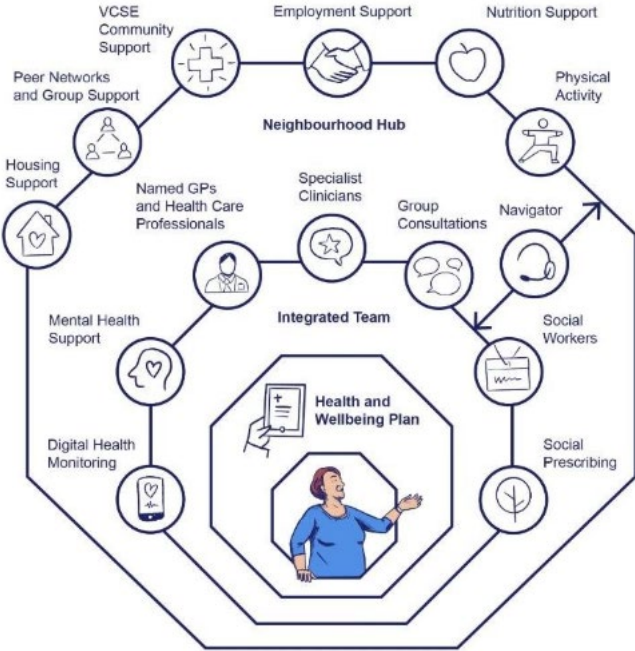 VCSE
Community
Support
Employment Support
Nutrition Support
Peer Networks
and Group Support
Physical
Activity
Neighbourhood Hub
Housing
Support
Named GPs
and Health Care
Professionals
Specialist
Clinicians
Group
Consultations
Navigator
Integrated Team
Mental Health
Support
Social
Workers
Health and
Wellbeing Plan
Digital Health
Monitoring
Social
Prescribing